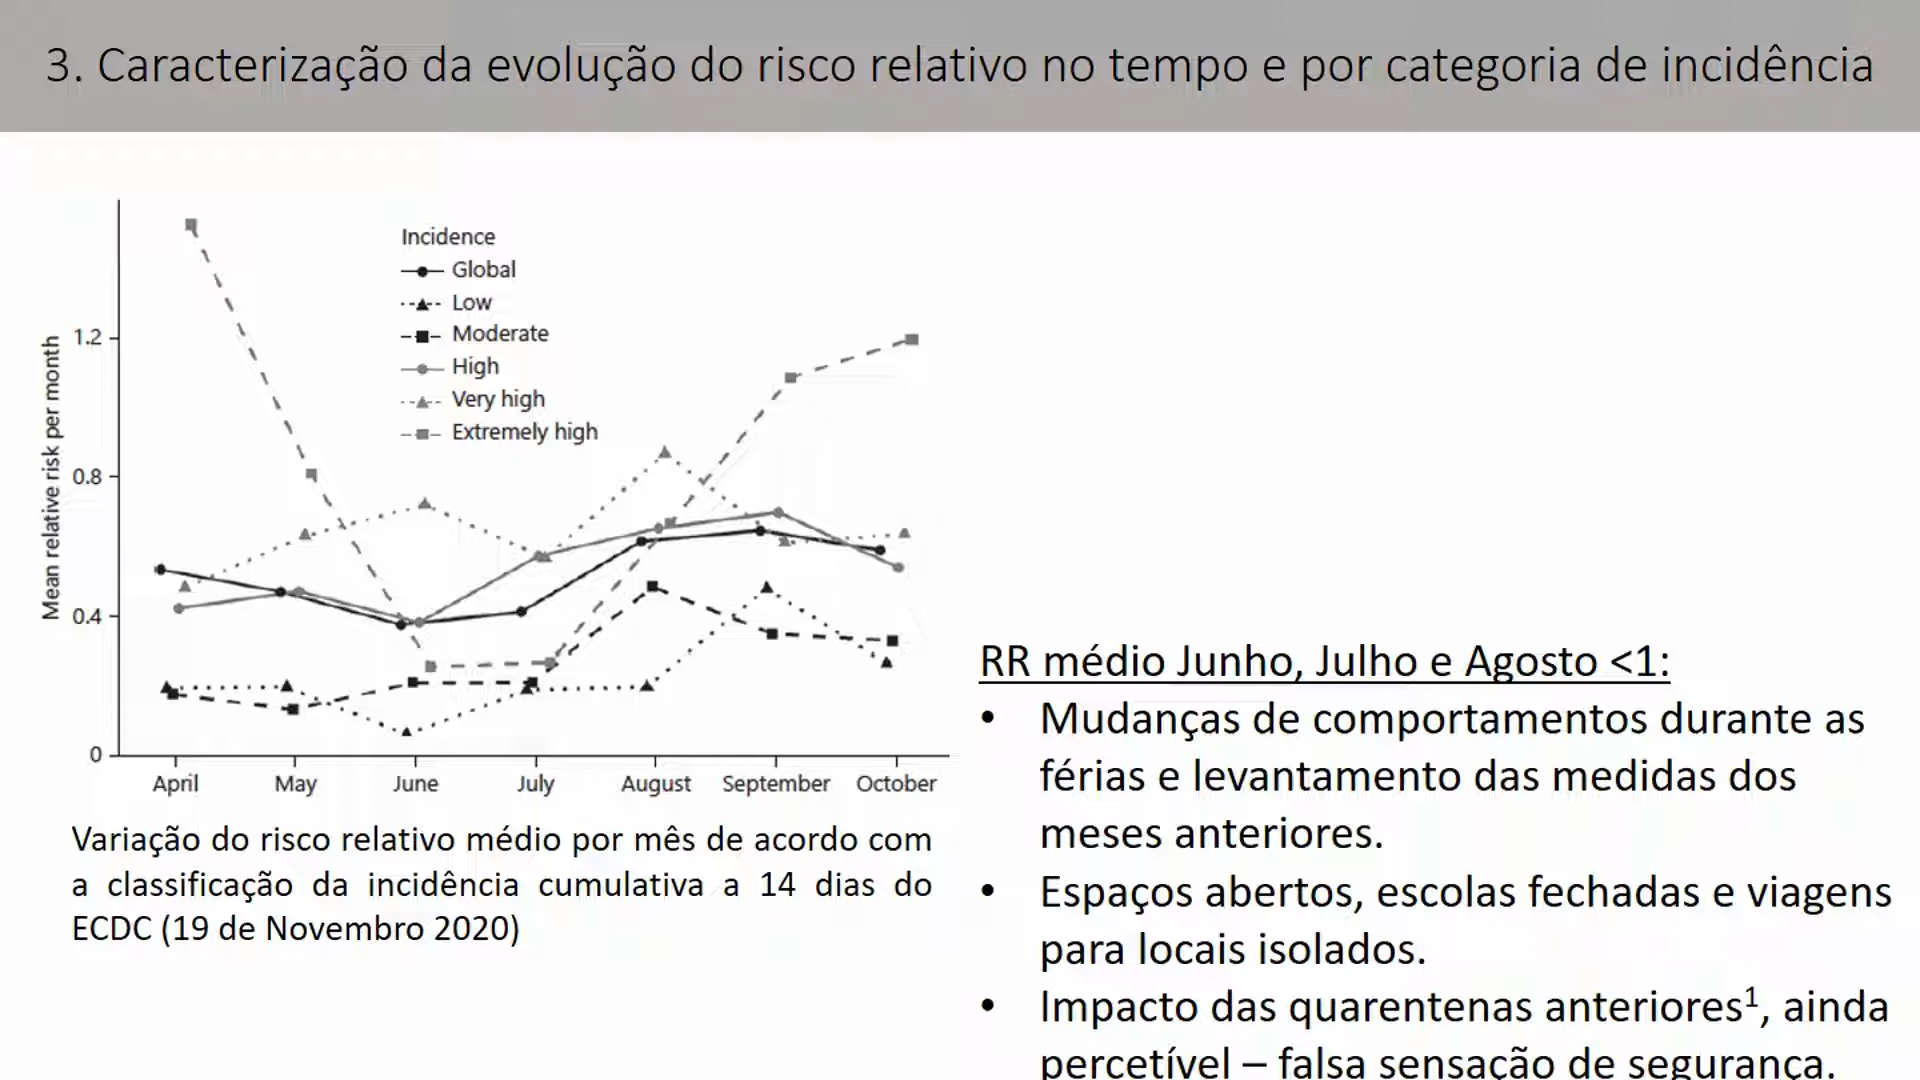 3. Caracterização da evolução do risco relativo no tempo e por categoria de incidência
Mean relative risk per month
1.2
0.8
0.4
0
Incidence
Global
Low
Moderate
High
Very high
Extremely high
April May June July August September October
Variação do risco relativo médio por mês de acordo com
a classificação da incidência cumulativa a 14 dias do
ECDC (19 de Novembro 2020)
RR médio Junho, Julho e Agosto <1:
• Mudanças de comportamentos durante as
férias e levantamento das medidas dos
meses anteriores.
• Espaços abertos, escolas fechadas e viagens
para locais isolados.
• Impacto das quarentenas anteriores¹, ainda
percetível – falsa sensação de segurança.